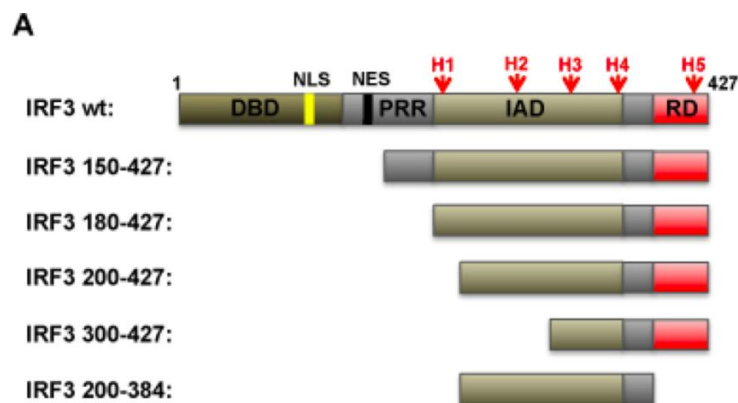 A
1 NLS NES H1 H2 H3 H4 H5 427
IRF3 wt: DBD PRR IAD RD
IRF3 150-427:
IRF3 180-427:
IRF3 200-427:
IRF3 300-427:
IRF3 200-384: